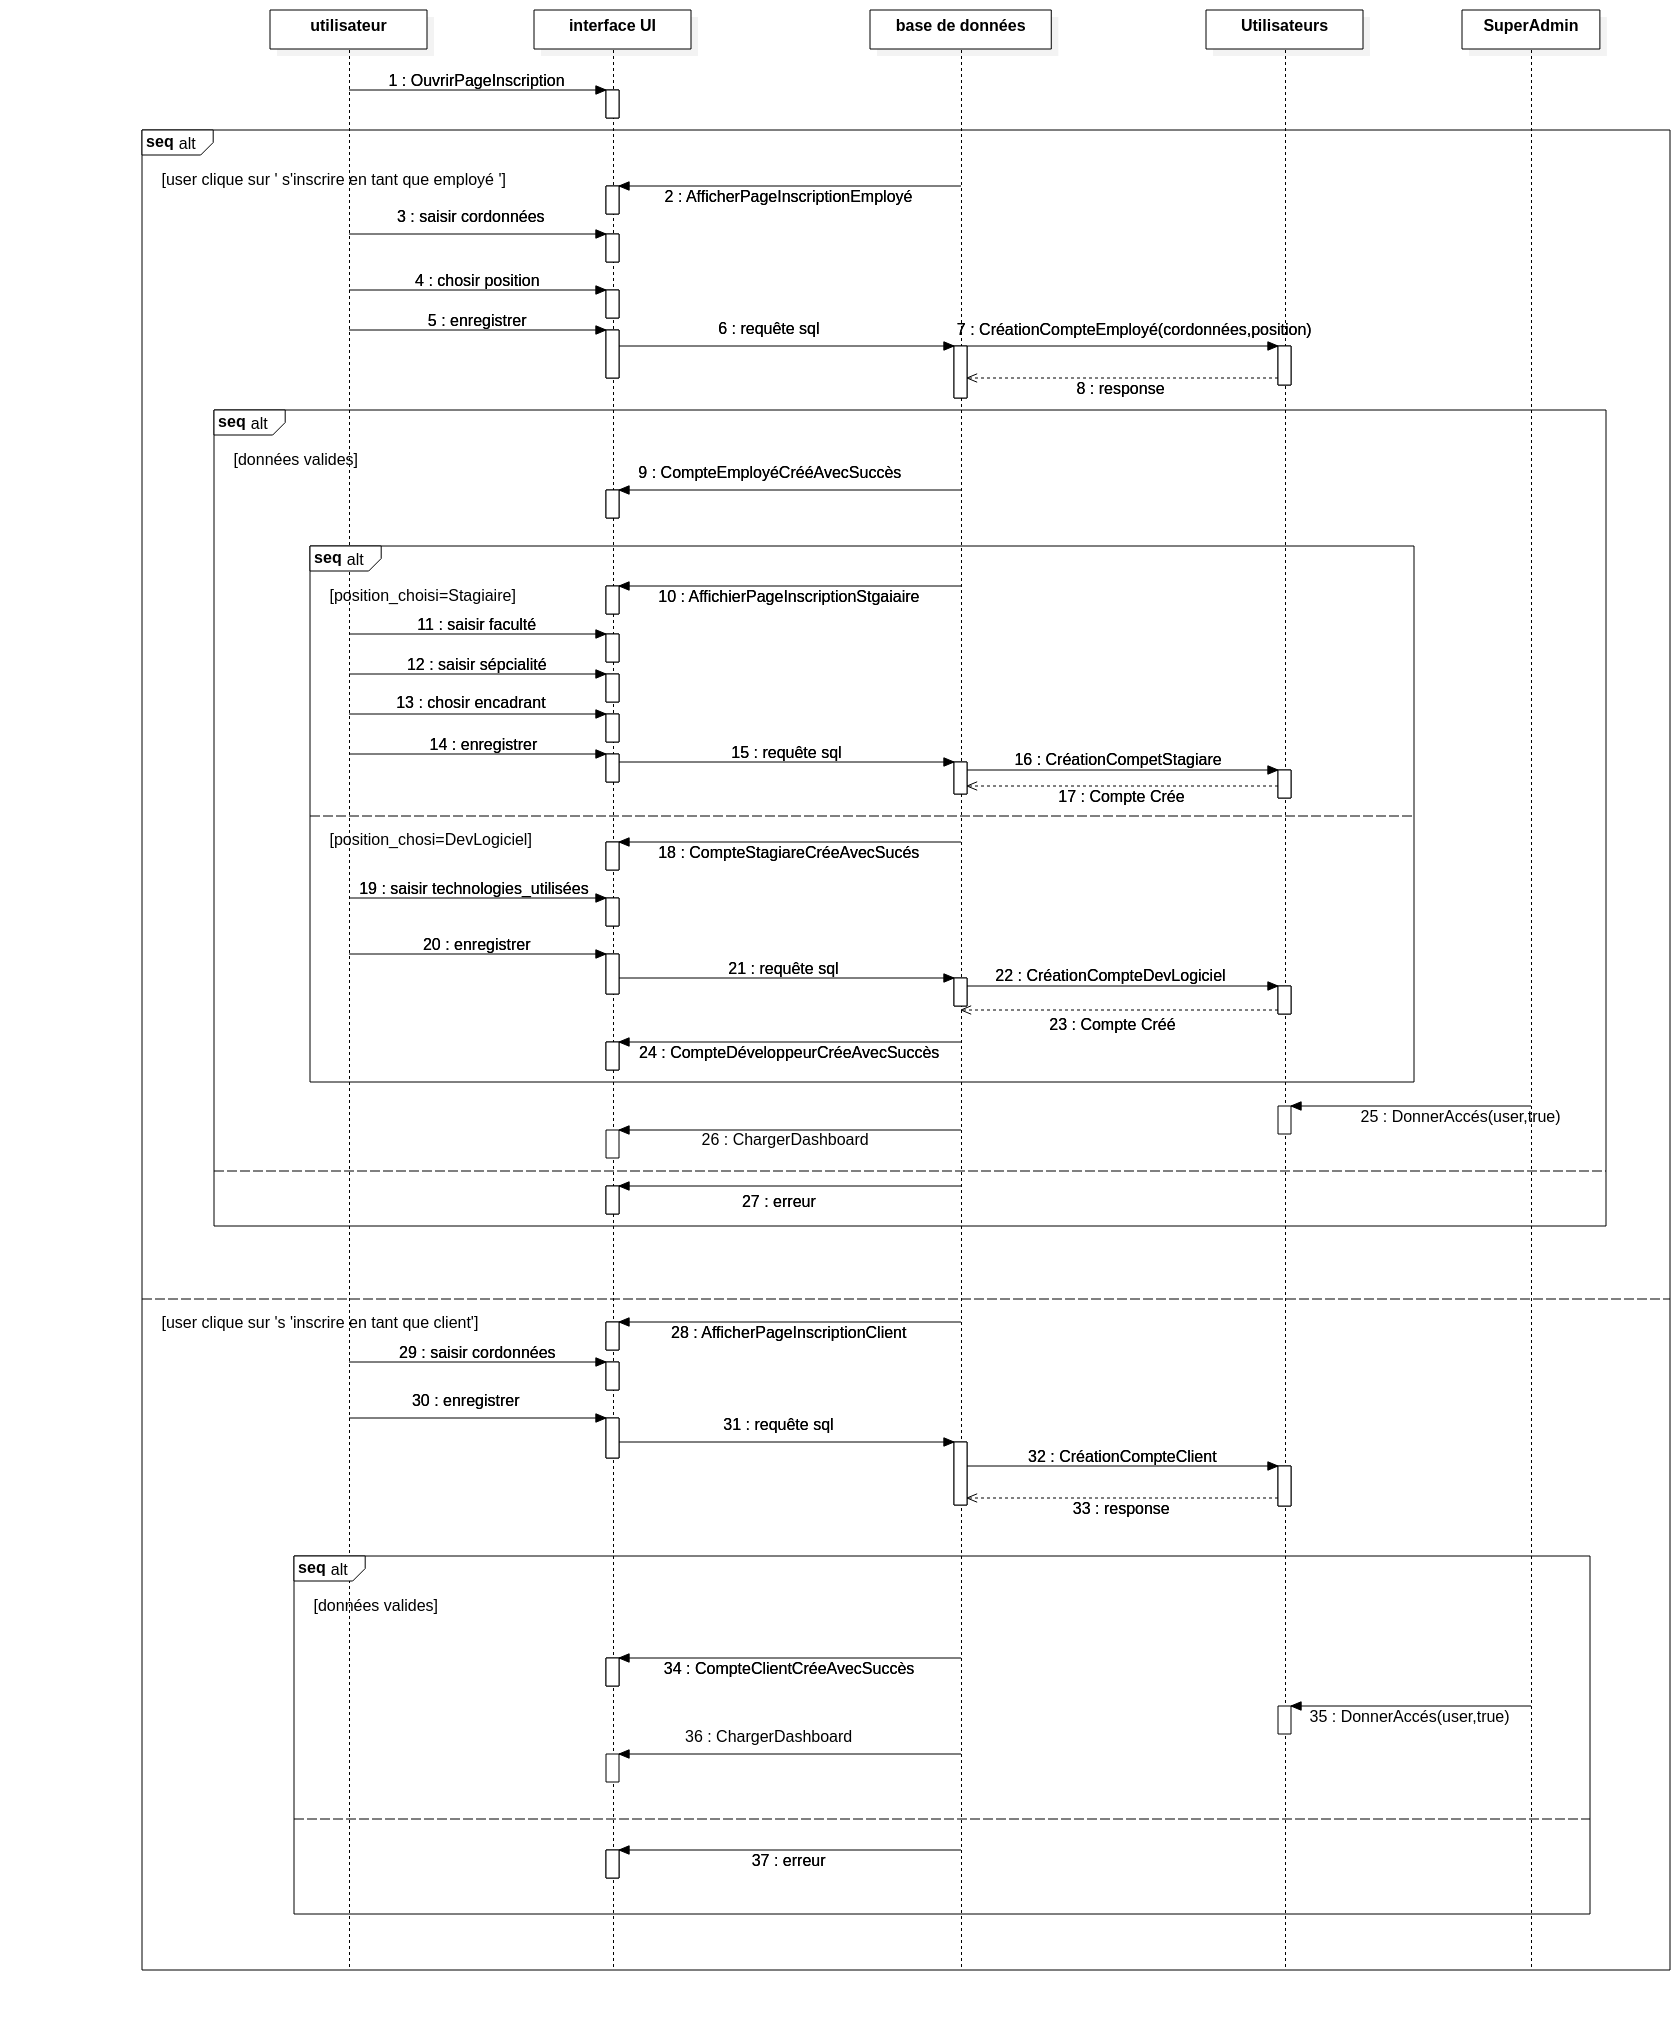 utilisateur
interface UI
base de données
Utilisateurs
SuperAdmin
1 : OuvrirPageInscription
seq alt
[user clique sur ' s'inscrire en tant que employé ']
2 : AfficherPageInscriptionEmployé
3 : saisir cordonnées
4 : chosir position
5 : enregistrer
6 : requête sql
7 : CréationCompteEmployé(cordonnées,position)
8 : response
seq alt
[données valides]
9 : CompteEmployéCrééAvecSuccès
seq alt
[position_choisi=Stagiaire]
10 : AffichierPageInscriptionStgaiaire
11 : saisir faculté
12 : saisir sépcialité
13 : chosir encadrant
14 : enregistrer
15 : requête sql
16 : CréationCompetStagiare
17 : Compte Crée
[position_chosi=DevLogiciel]
18 : CompteStagiareCrééAvecSucés
19 : saisir technologies_utilisées
20 : enregistrer
21 : requête sql
22 : CréationCompteDevLogiciel
23 : Compte Créé
24 : CompteDéveloppeurCréeAvecSuccès
25 : DonnerAccés(user,true)
26 : ChargerDashboard
27 : erreur
[user clique sur 's 'inscrire en tant que client']
28 : AfficherPageInscriptionClient
29 : saisir cordonnées
30 : enregistrer
31 : requête sql
32 : CréationCompteClient
33 : response
seq alt
[données valides]
34 : CompteClientCréeAvecSuccès
35 : DonnerAccés(user,true)
36 : ChargerDashboard
37 : erreur